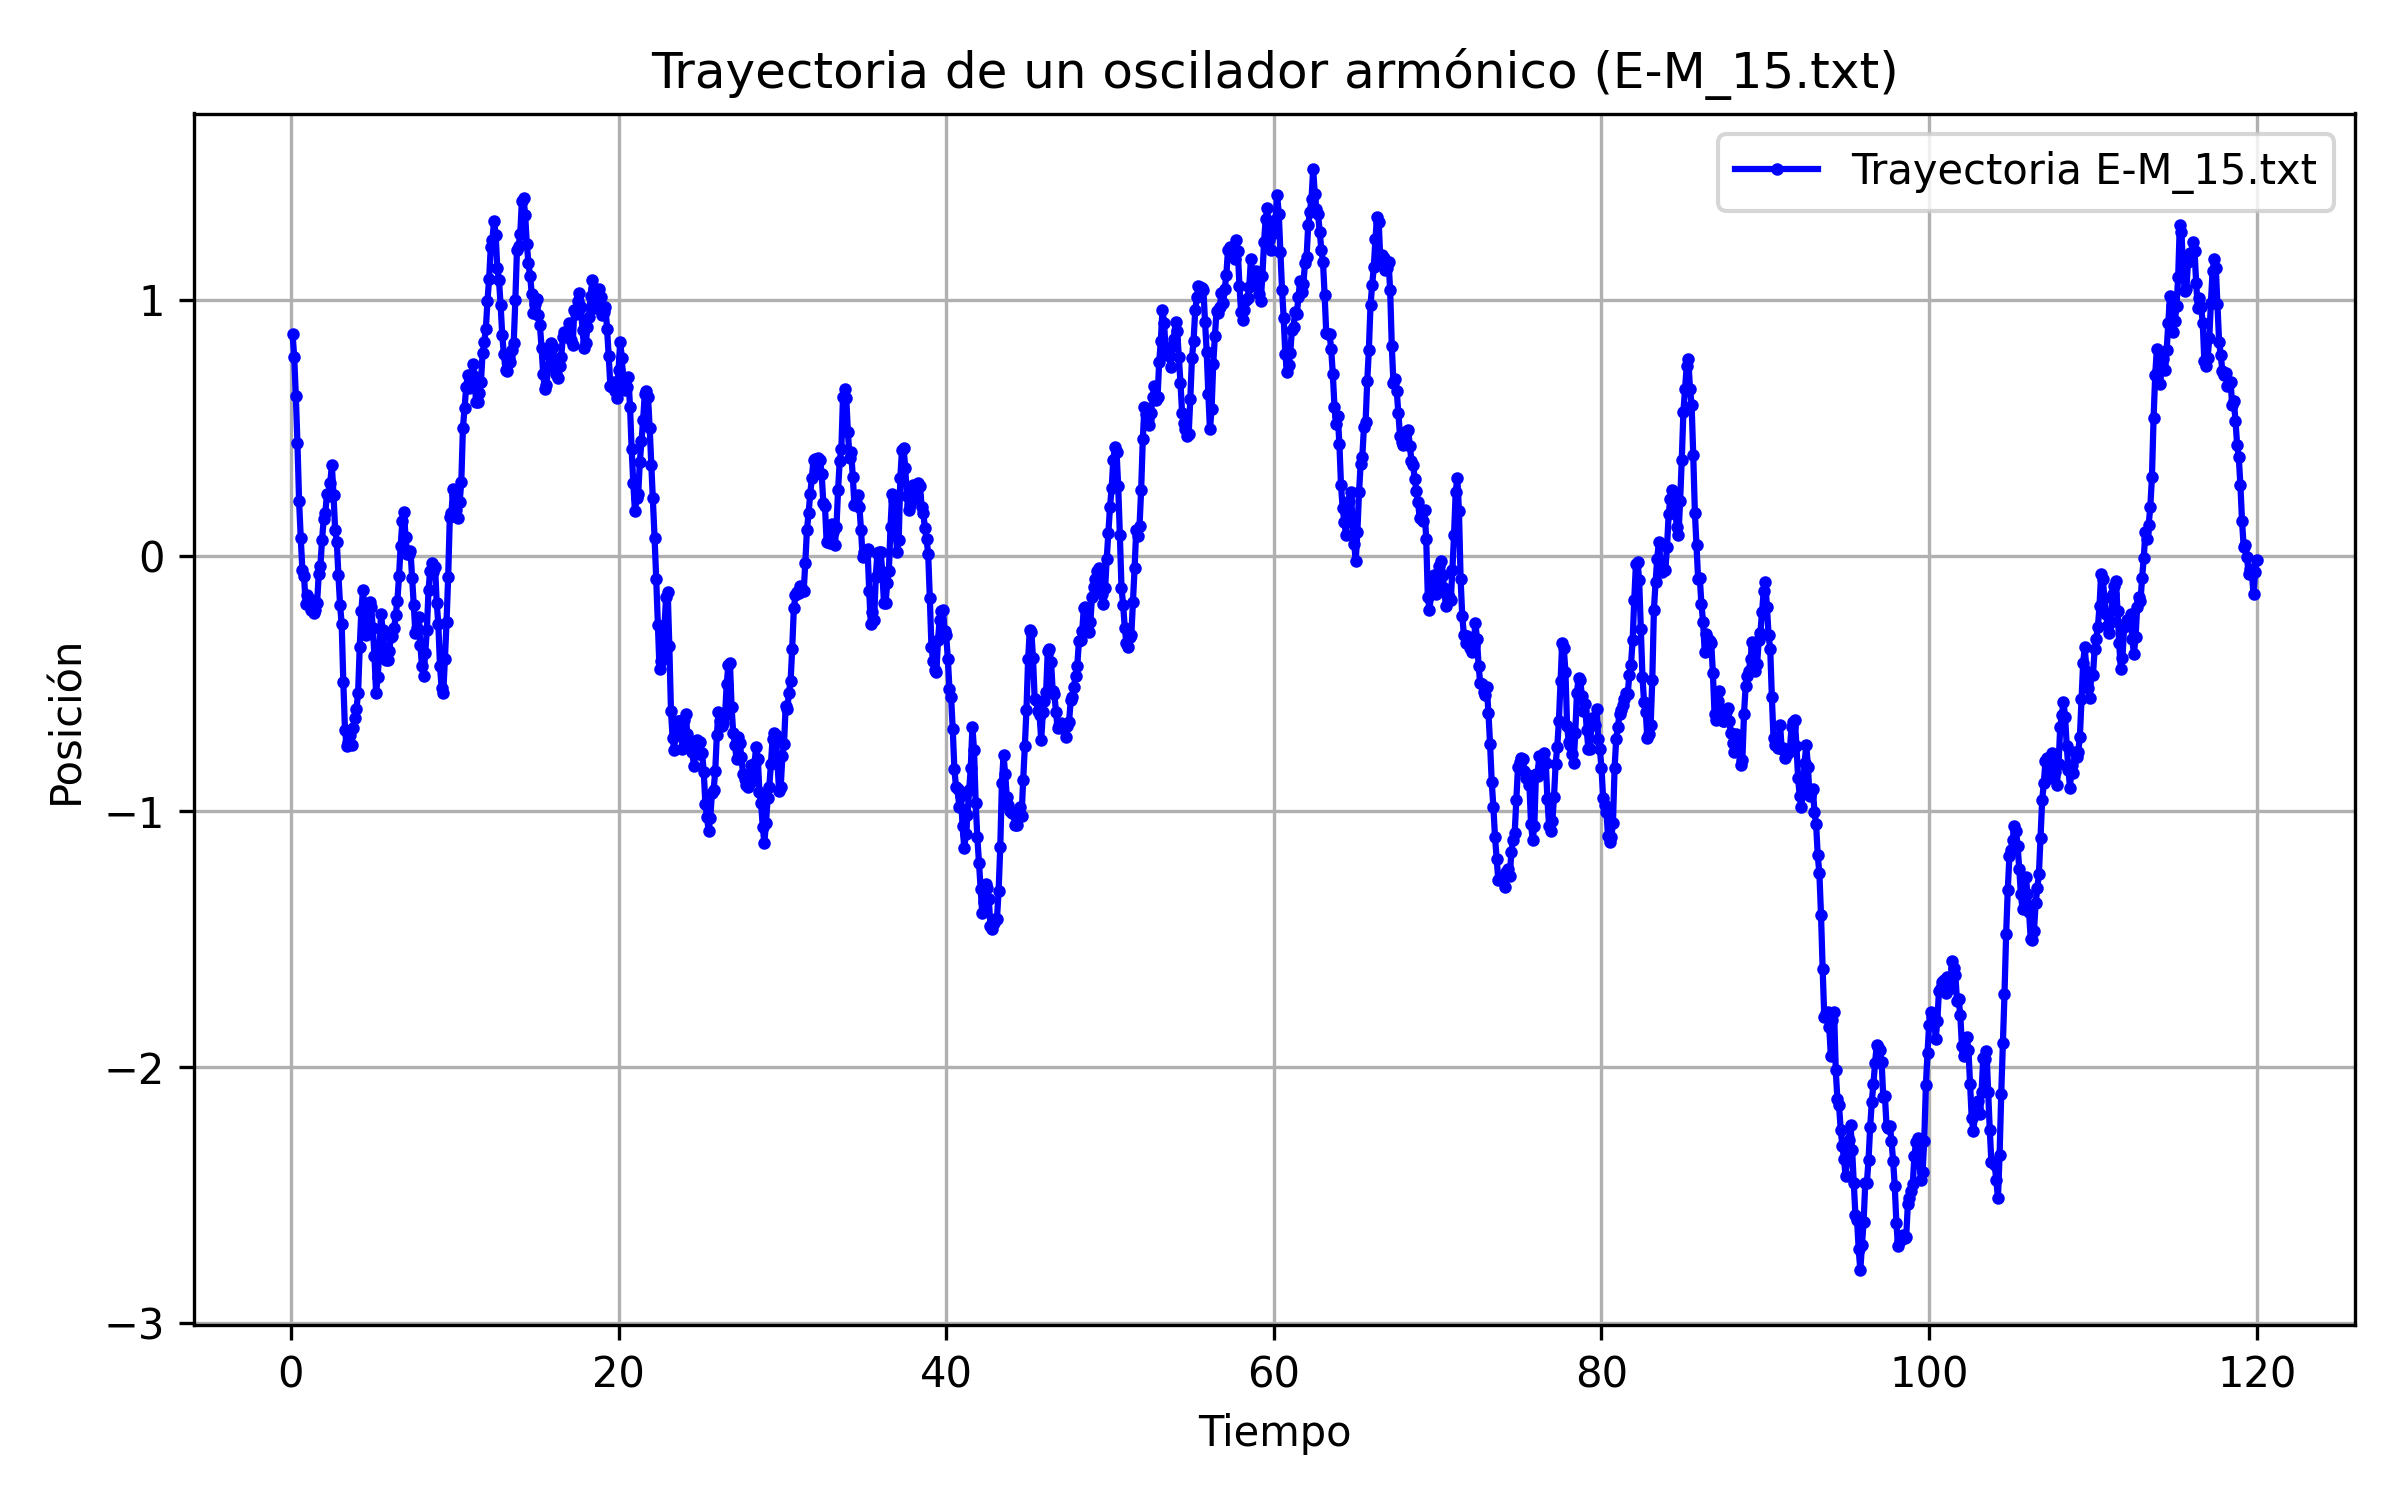 Trayectoria de un oscilador armónico (E-M_15.txt)
Trayectoria E-M_15.txt
Posición
1
0
−1
−2
−3
0 20 40 60 80 100 120
Tiempo